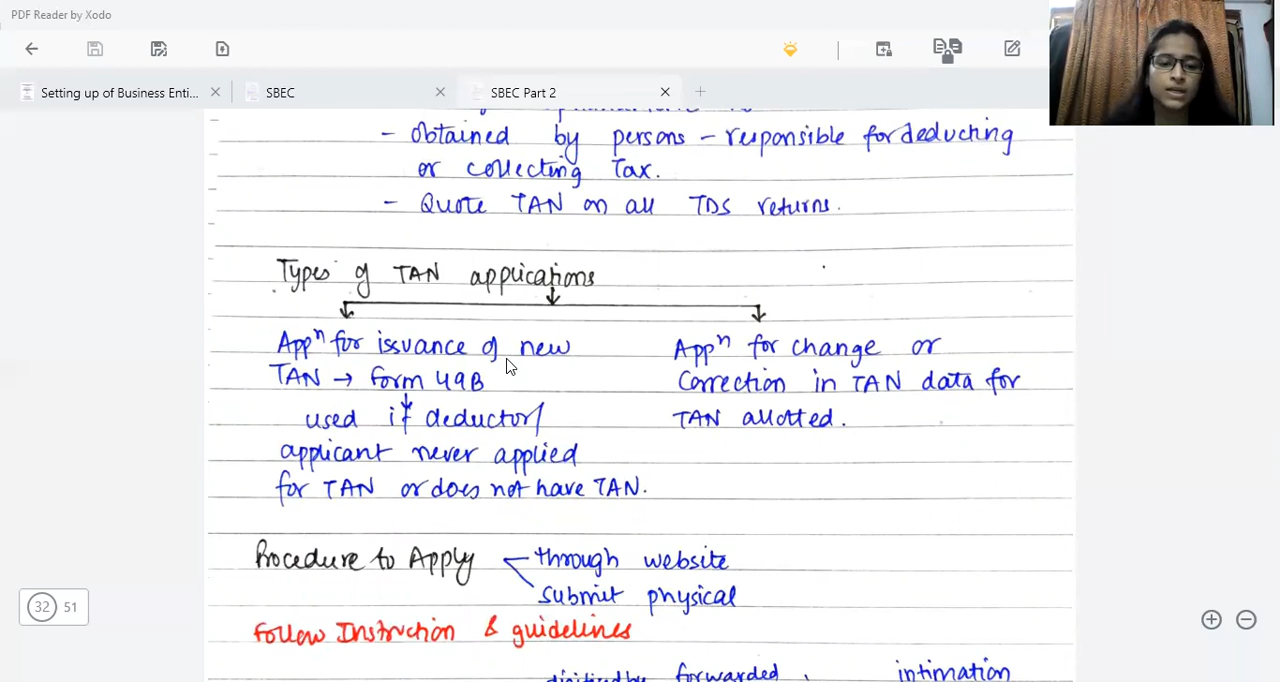 PDF Reader by Xodo
Setting up of Business Enti...
SBEC
SBEC Part 2
- obtained by persons - responsible for deducting
or collecting Tax.
- Quote TAN on all TDS returns.
Types of TAN applications
Appn for issuance of new
TAN → form 49B
used if deductor/
applicant never applied
for TAN or does not have TAN.
Appn for change or
Correction in TAN data for
TAN allotted.
Procedure to Apply
through website
submit physical
Follow Instruction & guidelines
digitized by forwarded
intimation
32 51